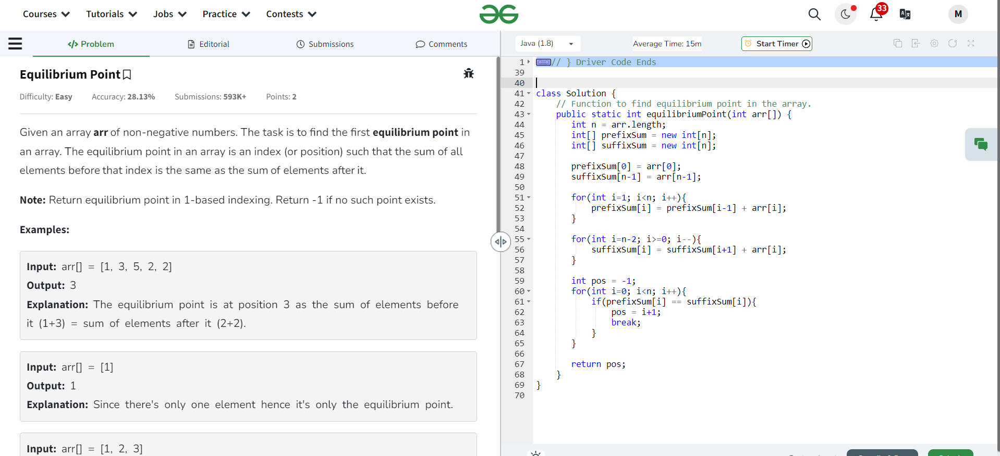 Courses Tutorials Jobs Practice Contests
33
M
Problem Editorial Submissions Comments
Java (1.8) Average Time: 15m Start Timer
Equilibrium Point
Difficulty: Easy Accuracy: 28.13% Submissions: 593K+ Points: 2
Given an array arr of non-negative numbers. The task is to find the first equilibrium point in
an array. The equilibrium point in an array is an index (or position) such that the sum of all
elements before that index is the same as the sum of elements after it.
Note: Return equilibrium point in 1-based indexing. Return -1 if no such point exists.
Examples:
Input: arr[] = [1, 3, 5, 2, 2]
Output: 3
Explanation: The equilibrium point is at position 3 as the sum of elements before
it (1+3) = sum of elements after it (2+2).
Input: arr[] = [1]
Output: 1
Explanation: Since there's only one element hence it's only the equilibrium point.
Input: arr[] = [1, 2, 3]
1 // } Driver Code Ends
39
40
41 class Solution {
42 // Function to find equilibrium point in the array.
43 public static int equilibriumPoint(int arr[]) {
44 int n = arr.length;
45 int[] prefixSum = new int[n];
46 int[] suffixSum = new int[n];
47
48 prefixSum[0] = arr[0];
49 suffixSum[n-1] = arr[n-1];
50
51 for(int i=1; i<n; i++){
52 prefixSum[i] = prefixSum[i-1] + arr[i];
53 }
54
55 for(int i=n-2; i>=0; i--){
56 suffixSum[i] = suffixSum[i+1] + arr[i];
57 }
58
59 int pos = -1;
60 for(int i=0; i<n; i++){
61 if(prefixSum[i] == suffixSum[i]){
62 pos = i+1;
63 break;
64 }
65 }
66
67 return pos;
68 }
69 }
70